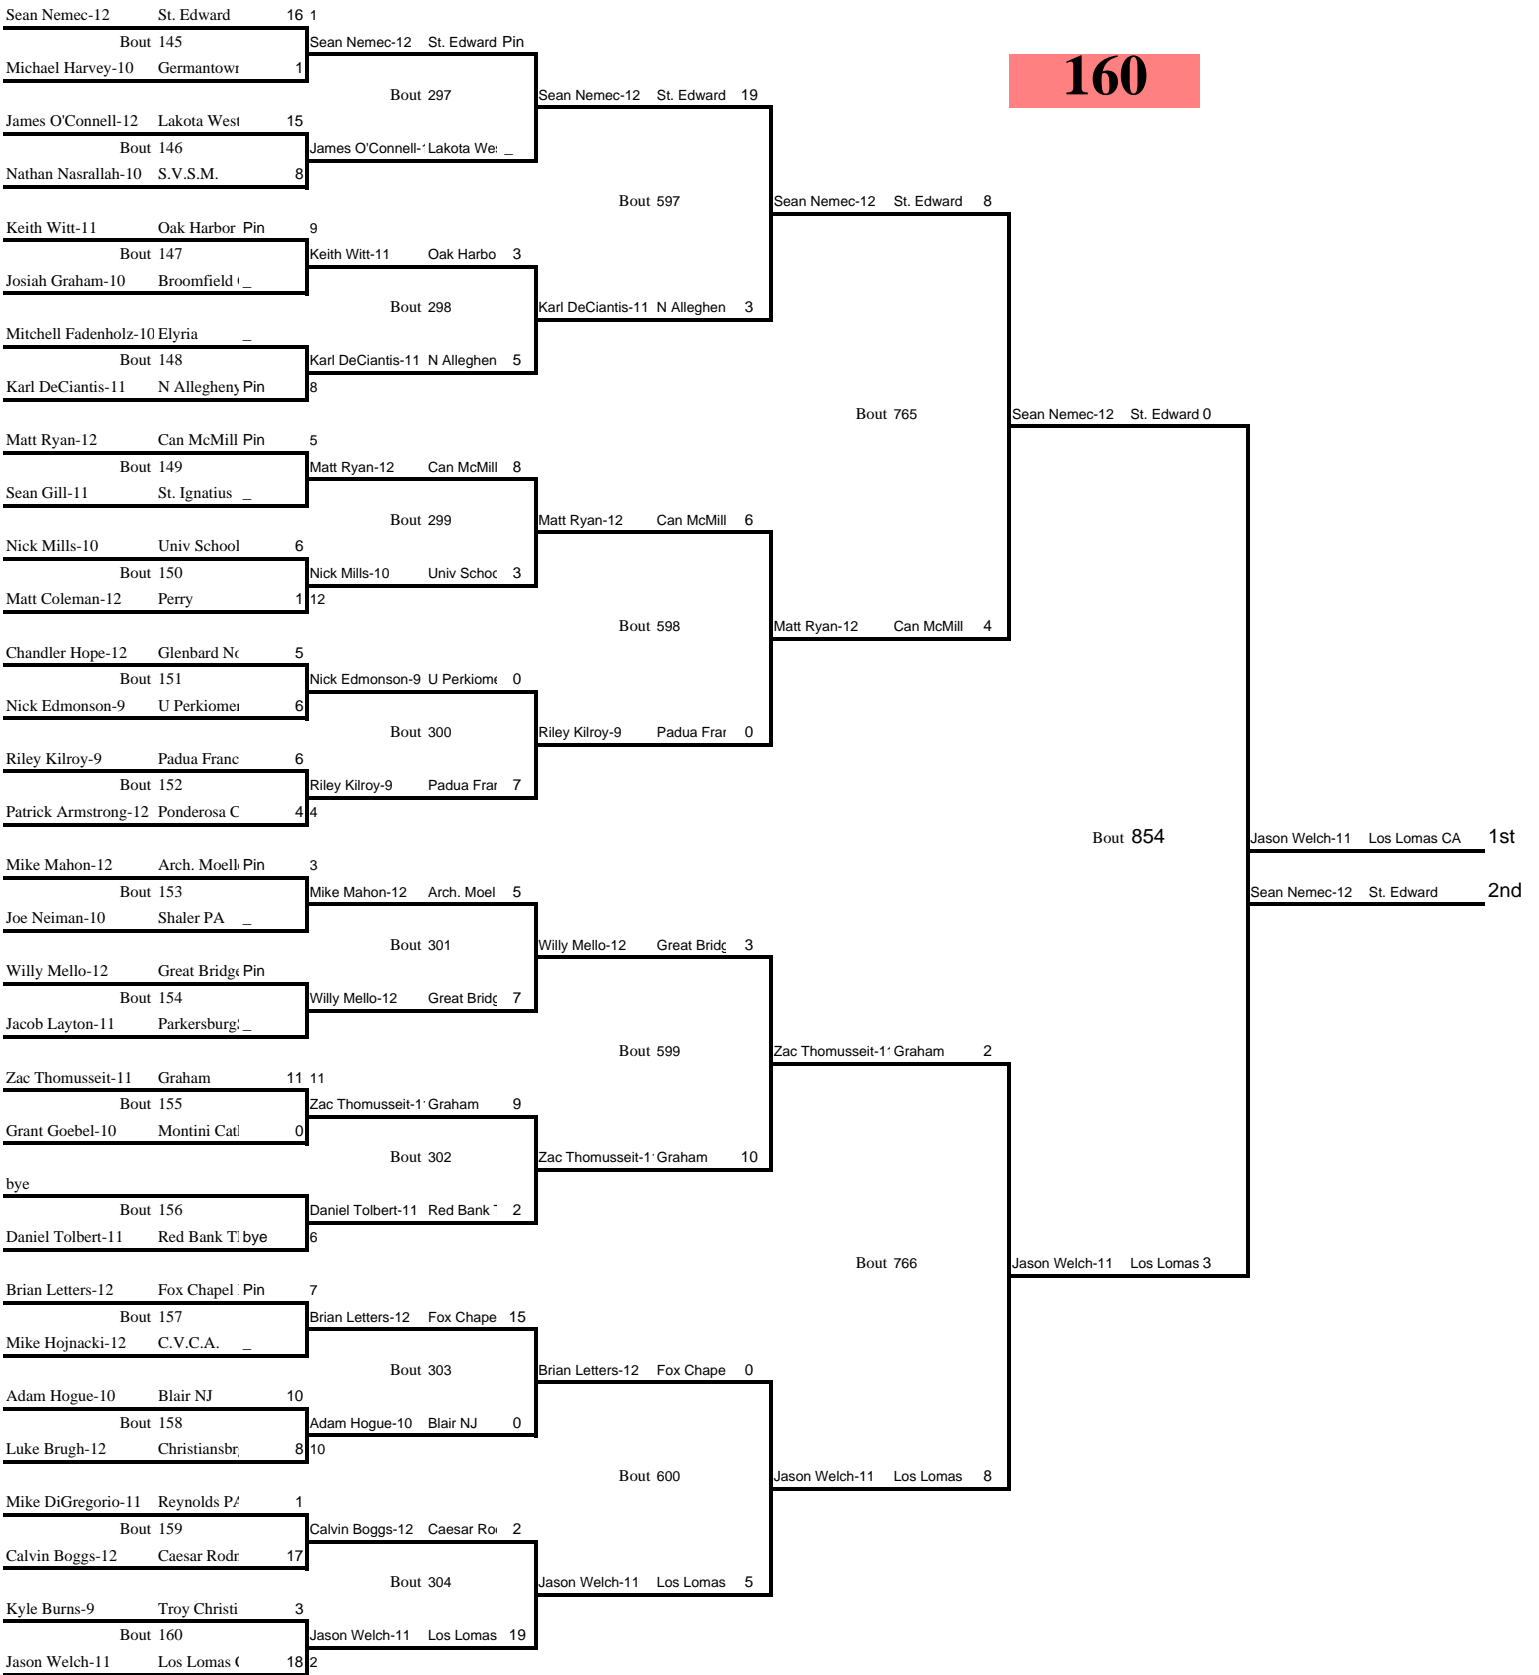 Sean Nemec-12 St. Edward 16 1
Bout 145
Michael Harvey-10 Germantown 1
James O'Connell-12 Lakota West 15
Bout 146
Nathan Nasrallah-10 S.V.S.M. 8
Keith Witt-11 Oak Harbor Pin 9
Bout 147
Josiah Graham-10 Broomfield _
Mitchell Fadenholz-10 Elyria _
Bout 148
Karl DeCiantis-11 N Allegheny Pin 8
Matt Ryan-12 Can McMill Pin 5
Bout 149
Sean Gill-11 St. Ignatius _
Nick Mills-10 Univ School 6
Bout 150
Matt Coleman-12 Perry 1 12
Chandler Hope-12 Glenbard No 5
Bout 151
Nick Edmonson-9 U Perkiomen 6
Riley Kilroy-9 Padua Franc 6
Bout 152
Patrick Armstrong-12 Ponderosa C 4 4
Mike Mahon-12 Arch. Moell Pin 3
Bout 153
Joe Neiman-10 Shaler PA _
Willy Mello-12 Great Bridge Pin
Bout 154
Jacob Layton-11 Parkersburg _
Zac Thomusseit-11 Graham 11 11
Bout 155
Grant Goebel-10 Montini Cath 0
bye
Bout 156
Daniel Tolbert-11 Red Bank T bye 6
Brian Letters-12 Fox Chapel Pin 7
Bout 157
Mike Hojnacki-12 C.V.C.A. _
Adam Hogue-10 Blair NJ 10
Bout 158
Luke Brugh-12 Christiansbr 8 10
Mike DiGregorio-11 Reynolds PA 1
Bout 159
Calvin Boggs-12 Caesar Rodn 17
Kyle Burns-9 Troy Christi 3
Bout 160
Jason Welch-11 Los Lomas 18 2
Sean Nemec-12 St. Edward Pin
Bout 297
James O'Connell- Lakota Wes _
Keith Witt-11 Oak Harbo 3
Bout 298
Karl DeCiantis-11 N Alleghen 5
Matt Ryan-12 Can McMill 8
Bout 299
Nick Mills-10 Univ Schoo 3
Nick Edmonson-9 U Perkiome 0
Bout 300
Riley Kilroy-9 Padua Fran 7
Mike Mahon-12 Arch. Moel 5
Bout 301
Willy Mello-12 Great Bridg 7
Zac Thomusseit-1 Graham 9
Bout 302
Daniel Tolbert-11 Red Bank 2
Brian Letters-12 Fox Chape 15
Bout 303
Adam Hogue-10 Blair NJ 0
Calvin Boggs-12 Caesar Ro 2
Bout 304
Jason Welch-11 Los Lomas 19
Sean Nemec-12 St. Edward 19
Bout 597
Karl DeCiantis-11 N Alleghen 3
Matt Ryan-12 Can McMill 6
Bout 598
Riley Kilroy-9 Padua Fran 0
Willy Mello-12 Great Bridg 3
Bout 599
Zac Thomusseit-1 Graham 10
Brian Letters-12 Fox Chape 0
Bout 600
Jason Welch-11 Los Lomas 5
Sean Nemec-12 St. Edward 8
Bout 765
Matt Ryan-12 Can McMill 4
Zac Thomusseit-1 Graham 2
Bout 766
Jason Welch-11 Los Lomas 8
160
Sean Nemec-12 St. Edward 0
Bout 854
Jason Welch-11 Los Lomas 3
Jason Welch-11 Los Lomas CA 1st
Sean Nemec-12 St. Edward 2nd